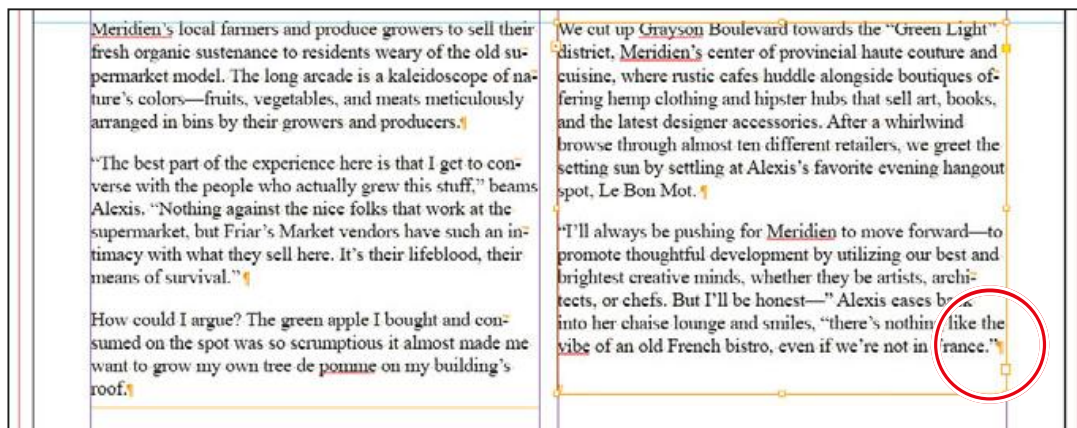 Meridien’s local farmers and produce growers to sell their
fresh organic sustenance to residents weary of the old su-
permarket model. The long arcade is a kaleidoscope of na-
ture’s colors—fruits, vegetables, and meats meticulously
arranged in bins by their growers and producers.¶
“The best part of the experience here is that I get to con-
verse with the people who actually grew this stuff,” beams
Alexis. “Nothing against the nice folks that work at the
supermarket, but Friar’s Market vendors have such an in-
timacy with what they sell here. It’s their lifeblood, their
means of survival.”¶
How could I argue? The green apple I bought and con-
sumed on the spot was so scrumptious it almost made me
want to grow my own tree de pomme on my building’s
roof.¶
We cut up Grayson Boulevard towards the “Green Light”
district, Meridien’s center of provincial haute couture and
cuisine, where rustic cafes huddle alongside boutiques of-
fering hemp clothing and hipster hubs that sell art, books,
and the latest designer accessories. After a whirlwind
browse through almost ten different retailers, we greet the
setting sun by settling at Alexis’s favorite evening hangout
spot, Le Bon Mot. ¶
“I’ll always be pushing for Meridien to move forward—to
promote thoughtful development by utilizing our best and
brightest creative minds, whether they be artists, archi-
tects, or chefs. But I’ll be honest—” Alexis eases back
into her chaise lounge and smiles, “there’s nothing like the
vibe of an old French bistro, even if we’re not in France.”¶